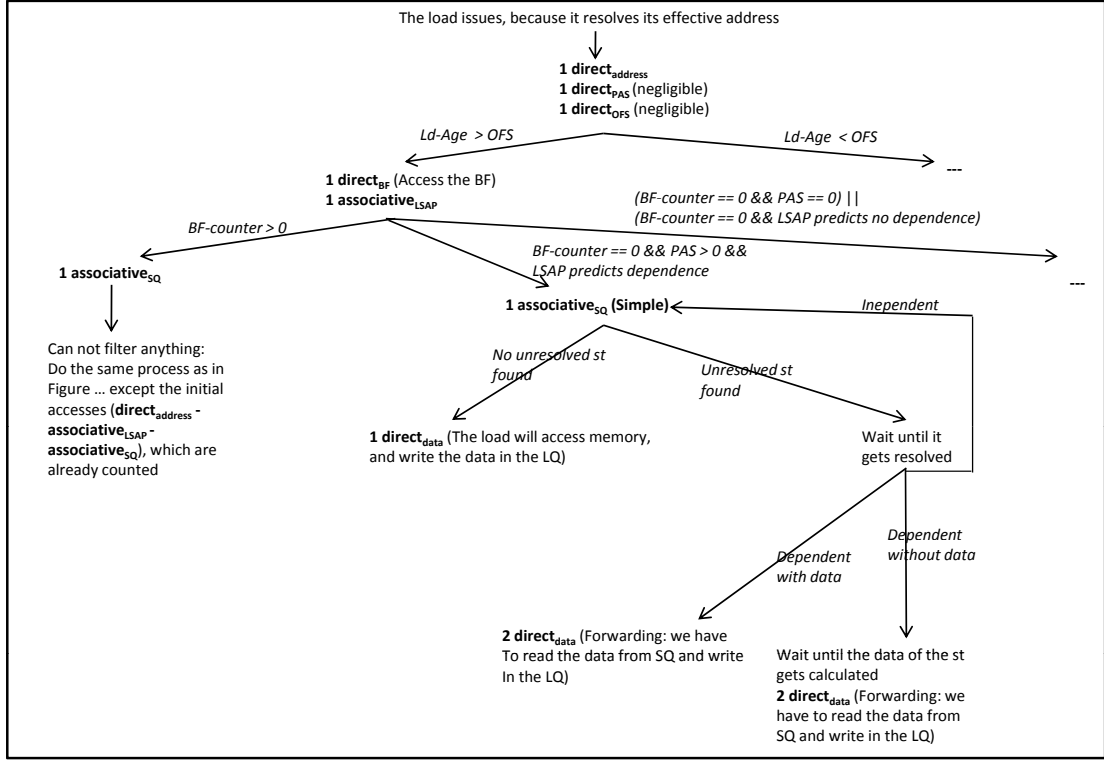 The load issues, because it resolves its effective address
1 direct_address
1 direct_PAS (negligible)
1 direct_OFS (negligible)
Ld-Age > OFS
Ld-Age < OFS
---
1 direct_BF (Access the BF)
1 associative_LSAP
(BF-counter == 0 && PAS == 0) ||
(BF-counter == 0 && LSAP predicts no dependence)
BF-counter > 0
BF-counter == 0 && PAS > 0 &&
LSAP predicts dependence
---
1 associative_SQ
1 associative_SQ (Simple)
Inependent
Can not filter anything:
Do the same process as in
Figure ... except the initial
accesses (direct_address -
associative_LSAP -
associative_SQ), which are
already counted
No unresolved st
found
Unresolved st
found
1 direct_data (The load will access memory,
and write the data in the LQ)
Wait until it
gets resolved
Dependent
with data
Dependent
without data
2 direct_data (Forwarding: we have
To read the data from SQ and write
In the LQ)
Wait until the data of the st
gets calculated
2 direct_data (Forwarding: we
have to read the data from
SQ and write in the LQ)